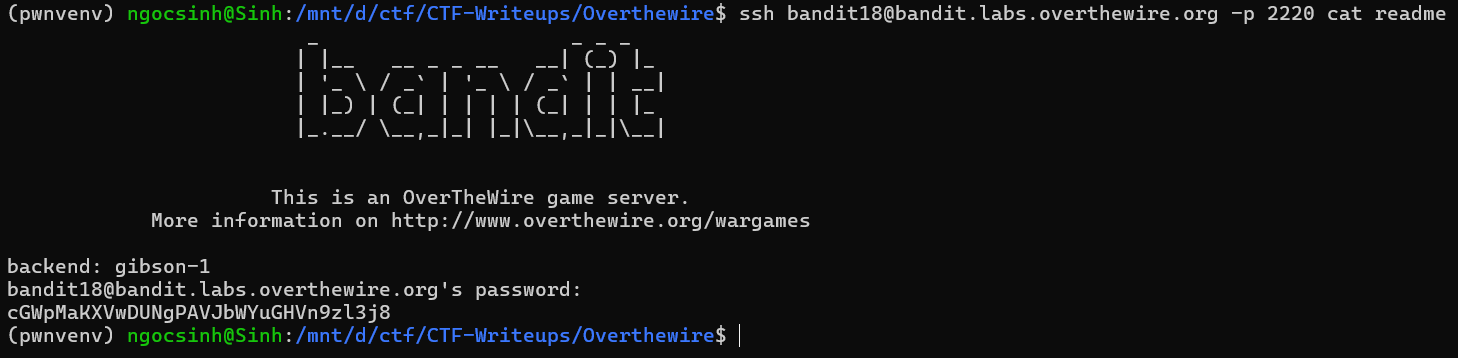 (pwnvenv) ngocsinh@Sinh:/mnt/d/ctf/CTF-Writeups/Overthewire$ ssh bandit18@bandit.labs.overthewire.org -p 2220 cat readme
                         _                     _ _ _
                        | |__   __ _ _ __   __| (_) |_
                        | '_ \ / _` | '_ \ / _` | | __|
                        | |_) | (_| | | | | (_| | | |_
                        |_.__/ \__,_|_| |_|\__,_|_|\__|
                      This is an OverTheWire game server.
            More information on http://www.overthewire.org/wargames
backend: gibson-1
bandit18@bandit.labs.overthewire.org's password:
cGWpMaKXVwDUNgPAVJbWYuGHVn9zl3j8
(pwnvenv) ngocsinh@Sinh:/mnt/d/ctf/CTF-Writeups/Overthewire$